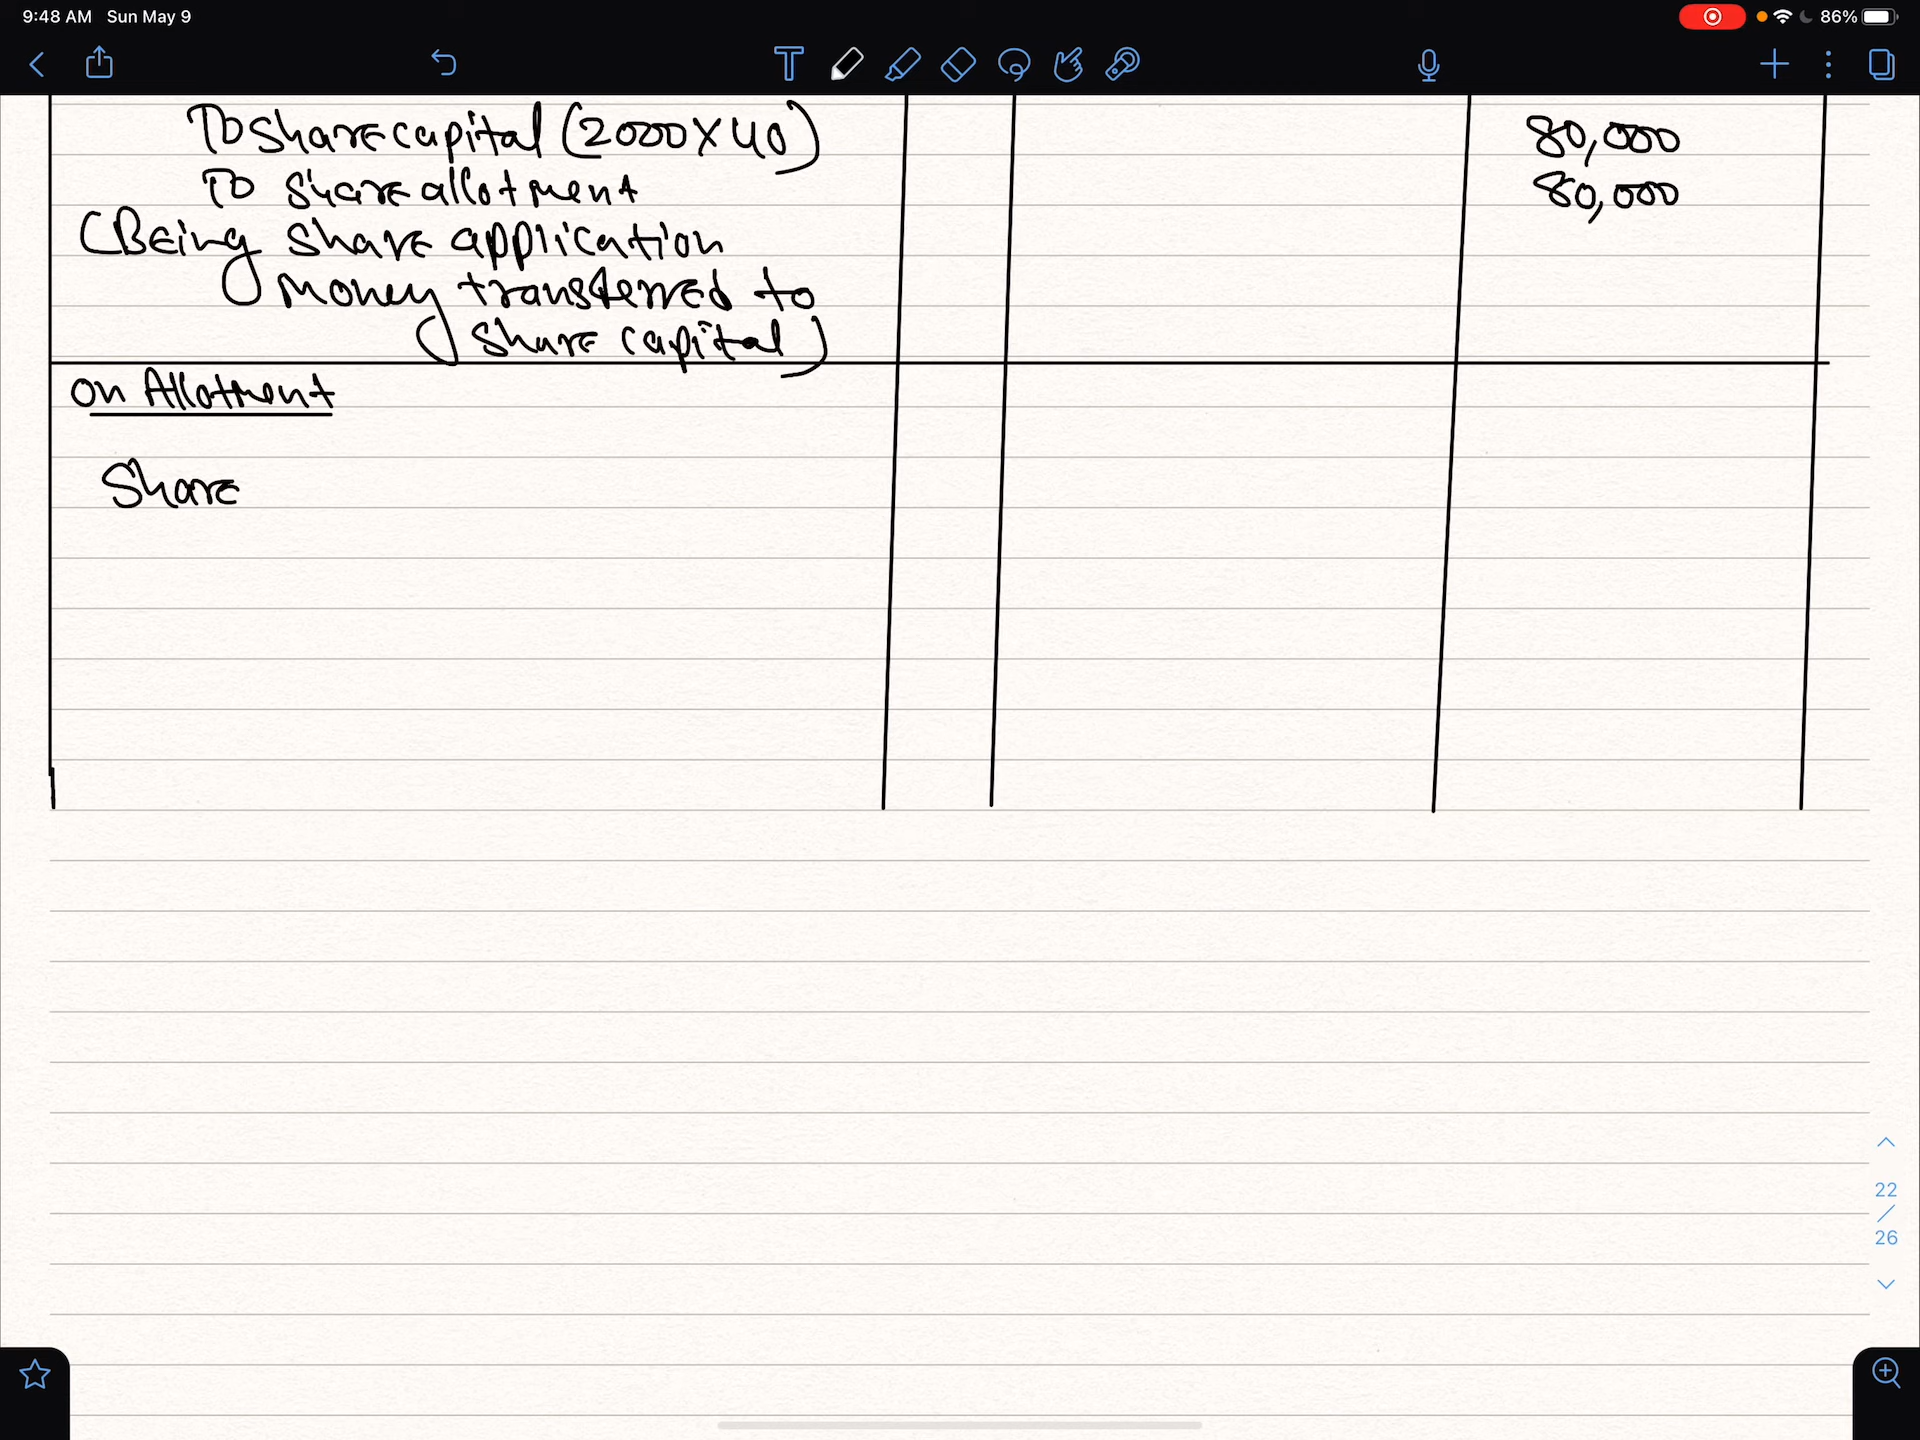 9:48 AM Sun May 9
86%
T
To share capital (2000 X 40) 80,000
To share allotment 80,000
(Being share application
money transferred to
share capital)
On Allotment
Share
22
/
26